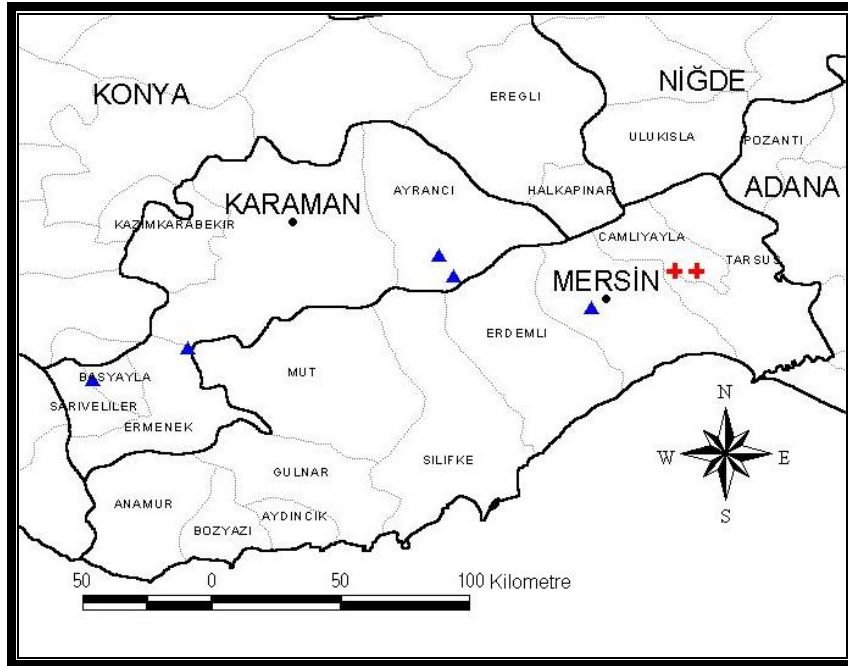 NİĞDE
KONYA
EREGLI
ULUKISLA
POZANTI
AYRANCI
HALKAPINAR
ADANA
KARAMAN
KAZIMKARABEKIR
CAMLIYAYLA
TARSUS
MERSİN
ERDEMLI
MUT
BASYAYLA
SARIVELILER
ERMENEK
N
W
E
S
SILIFKE
GULNAR
ANAMUR
AYDINCIK
BOZYAZI
50 0 50 100 Kilometre